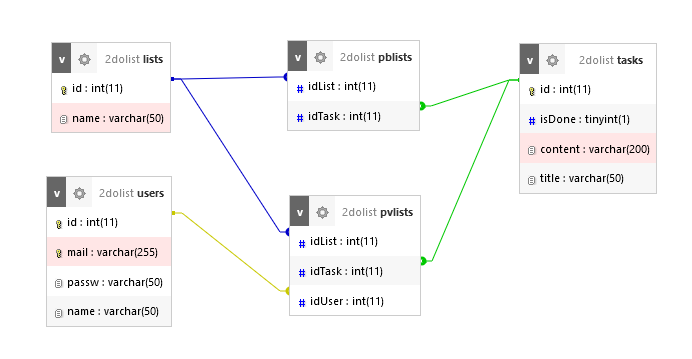 v 2dolist lists
id : int(11)
name : varchar(50)
v 2dolist pblists
# idList : int(11)
# idTask : int(11)
v 2dolist tasks
id : int(11)
# isDone : tinyint(1)
content : varchar(200)
title : varchar(50)
v 2dolist users
id : int(11)
mail : varchar(255)
passw : varchar(50)
name : varchar(50)
v 2dolist pvlists
# idList : int(11)
# idTask : int(11)
# idUser : int(11)